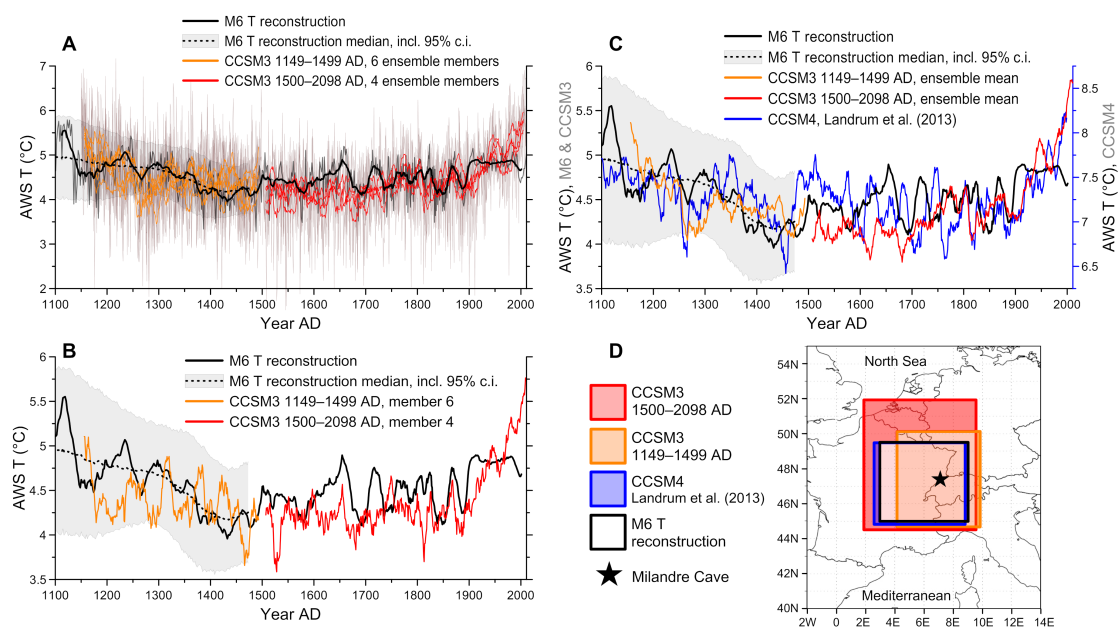 A
M6 T reconstruction
M6 T reconstruction median, incl. 95% c.i.
CCSM3 1149–1499 AD, 6 ensemble members
CCSM3 1500–2098 AD, 4 ensemble members
AWS T (°C)
7
6
5
4
3
2
1100 1200 1300 1400 1500 1600 1700 1800 1900 2000
Year AD
B
M6 T reconstruction
M6 T reconstruction median, incl. 95% c.i.
CCSM3 1149–1499 AD, member 6
CCSM3 1500–2098 AD, member 4
AWS T (°C)
6
5.5
5
4.5
4
3.5
1100 1200 1300 1400 1500 1600 1700 1800 1900 2000
Year AD
C
M6 T reconstruction
M6 T reconstruction median, incl. 95% c.i.
CCSM3 1149–1499 AD, ensemble mean
CCSM3 1500–2098 AD, ensemble mean
CCSM4, Landrum et al. (2013)
AWS T (°C), M6 & CCSM3
6
5.5
5
4.5
4
3.5
8.5
8
7.5
7
6.5
AWS T (°C), CCSM4
1100 1200 1300 1400 1500 1600 1700 1800 1900 2000
Year AD
D
CCSM3
1500–2098 AD
CCSM3
1149–1499 AD
CCSM4
Landrum et al. (2013)
M6 T
reconstruction
Milandre Cave
North Sea
Mediterranean
54N
52N
50N
48N
46N
44N
42N
40N
2W 0 2E 4E 6E 8E 10E 12E 14E